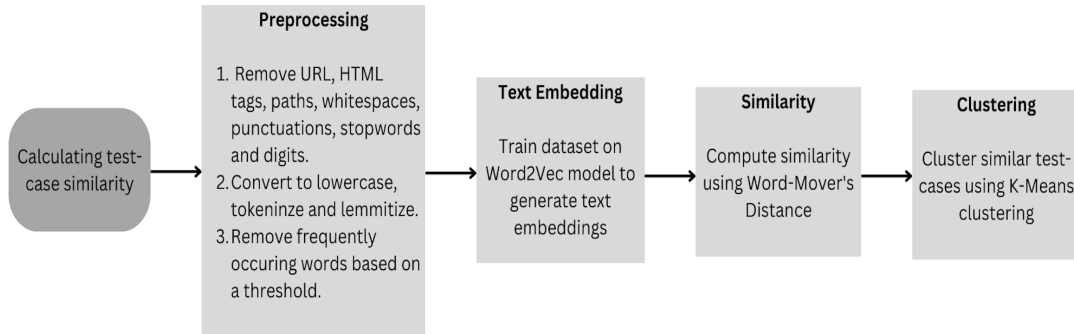 Calculating test-
case similarity
Preprocessing
1. Remove URL, HTML
tags, paths, whitespaces,
punctuations, stopwords
and digits.
2. Convert to lowercase,
tokeninze and lemmitize.
3. Remove frequently
occuring words based on
a threshold.
Text Embedding
Train dataset on
Word2Vec model to
generate text
embeddings
Similarity
Compute similarity
using Word-Mover's
Distance
Clustering
Cluster similar test-
cases using K-Means
clustering